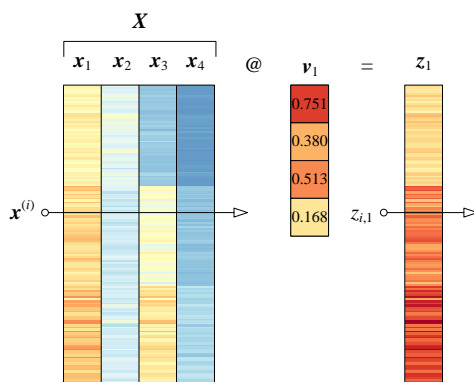 X
x₁ x₂ x₃ x₄ @ v₁ = z₁
0.751
0.380
0.513
x⁽ⁱ⁾ 0.168 zᵢ,₁